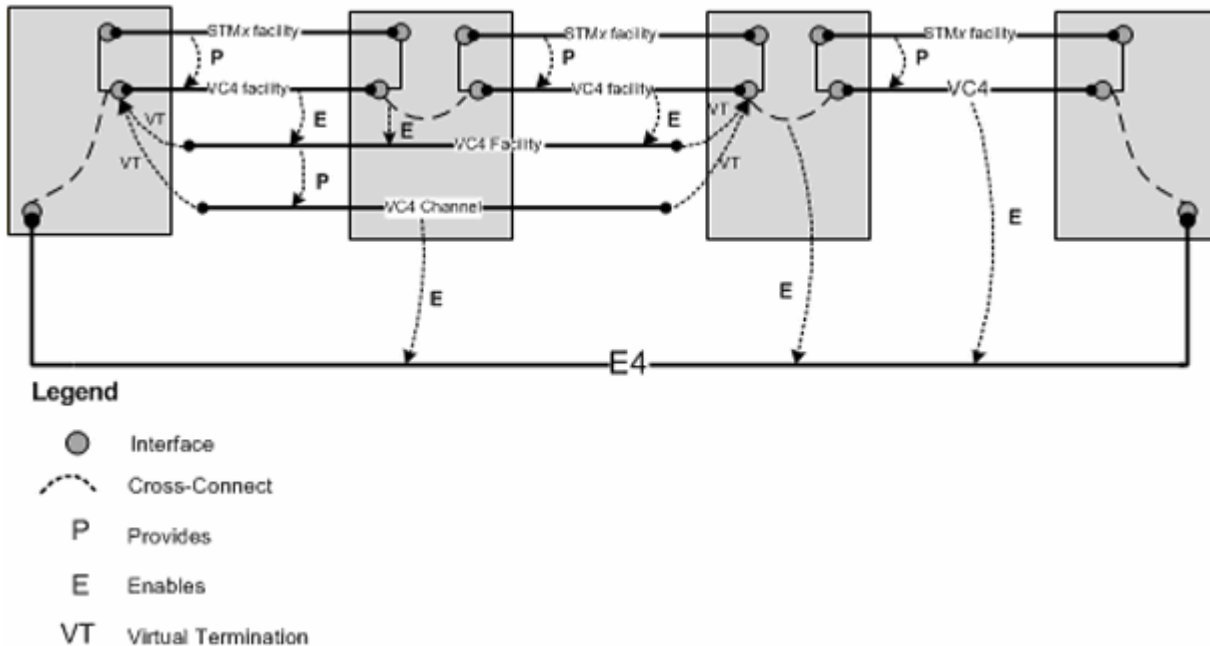 STMx facility STMx facility STMx facility
P P P
VC4 facility VC4 facility VC4
VT E E E VT
VC4 Facility
VT P VT
VC4 Channel
E E E
E4
Legend
Interface
Cross-Connect
P Provides
E Enables
VT Virtual Termination